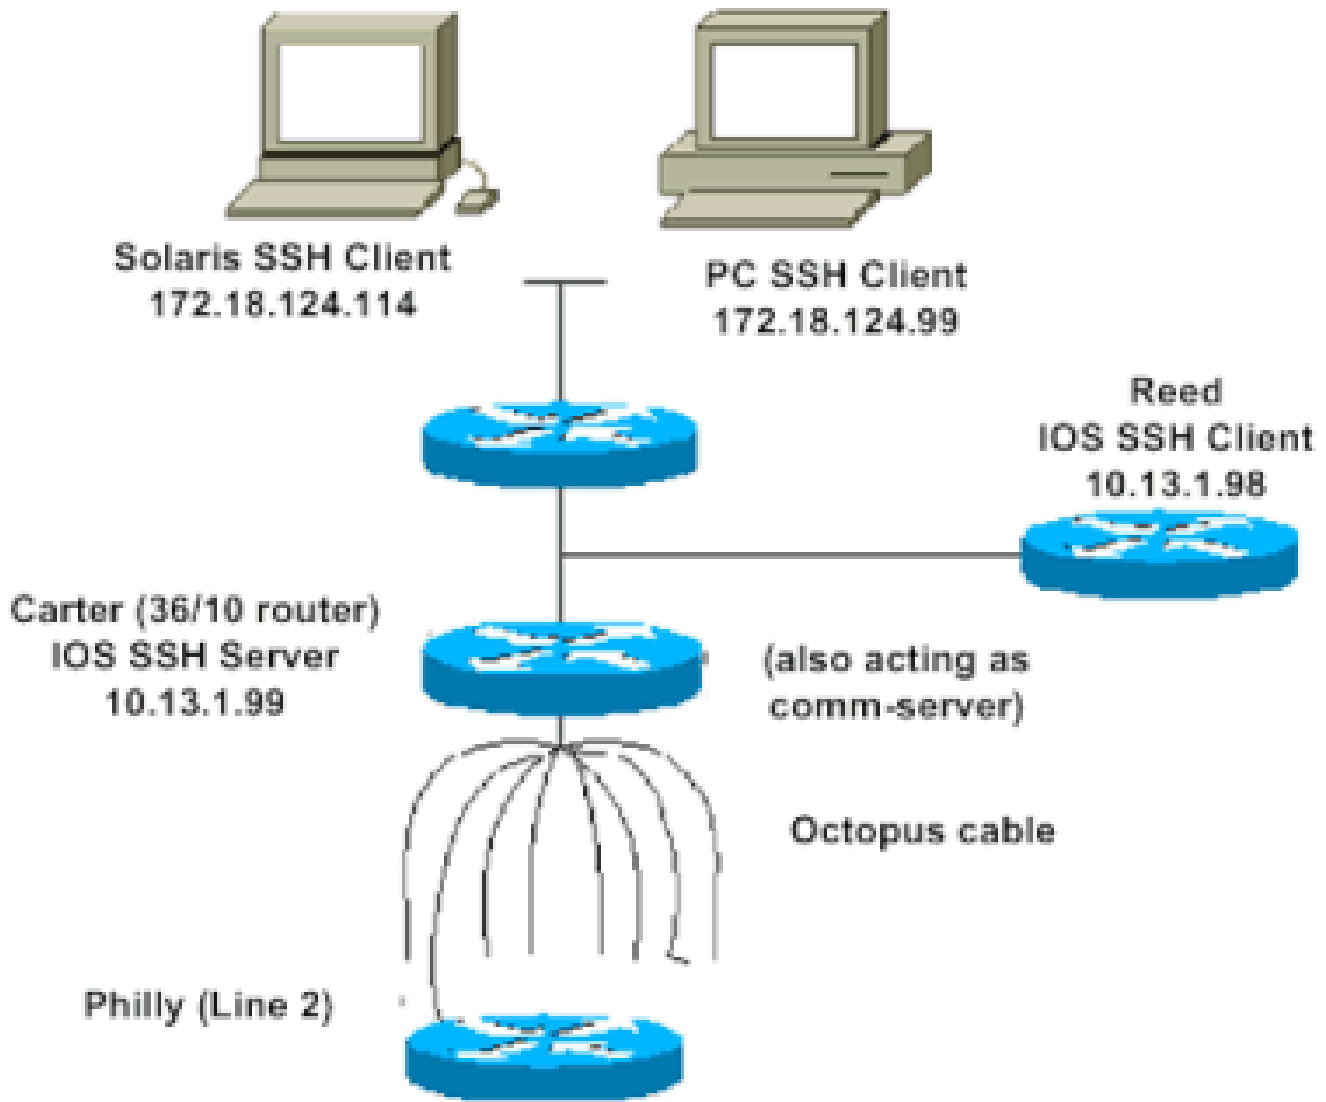 Solaris SSH Client
172.18.124.114
PC SSH Client
172.18.124.99
Reed
IOS SSH Client
10.13.1.98
Carter (36/10 router)
IOS SSH Server
10.13.1.99
(also acting as
comm-server)
Octopus cable
Philly (Line 2)